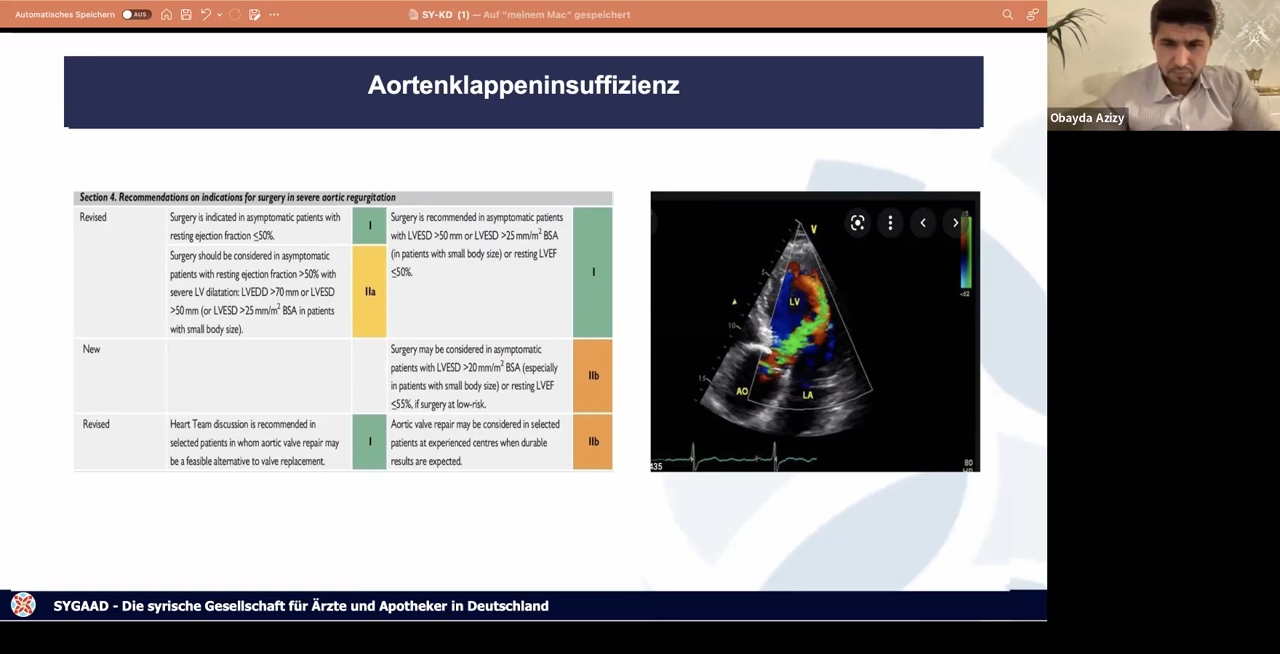 Automatisches Speichern AUS
SY-KD (1) — Auf "meinem Mac" gespeichert
Aortenklappeninsuffizienz
Obayda Azizy
Section 4. Recommendations on indications for surgery in severe aortic regurgitation
Revised
Surgery is indicated in asymptomatic patients with
resting ejection fraction ≤50%.
I
Surgery should be considered in asymptomatic
patients with resting ejection fraction >50% with
severe LV dilatation: LVEDD >70 mm or LVESD
>50 mm (or LVESD >25 mm/m² BSA in patients
with small body size).
IIa
Surgery is recommended in asymptomatic patients
with LVESD >50 mm or LVESD >25 mm/m² BSA
(in patients with small body size) or resting LVEF
≤50%.
I
New
Surgery may be considered in asymptomatic
patients with LVESD >20 mm/m² BSA (especially
in patients with small body size) or resting LVEF
≤55%, if surgery at low-risk.
IIb
Revised
Heart Team discussion is recommended in
selected patients in whom aortic valve repair may
be a feasible alternative to valve replacement.
I
Aortic valve repair may be considered in selected
patients at experienced centres when durable
results are expected.
IIb
V
5
LV
10
15
AO
LA
435
80
SYGAAD - Die syrische Gesellschaft für Ärzte und Apotheker in Deutschland